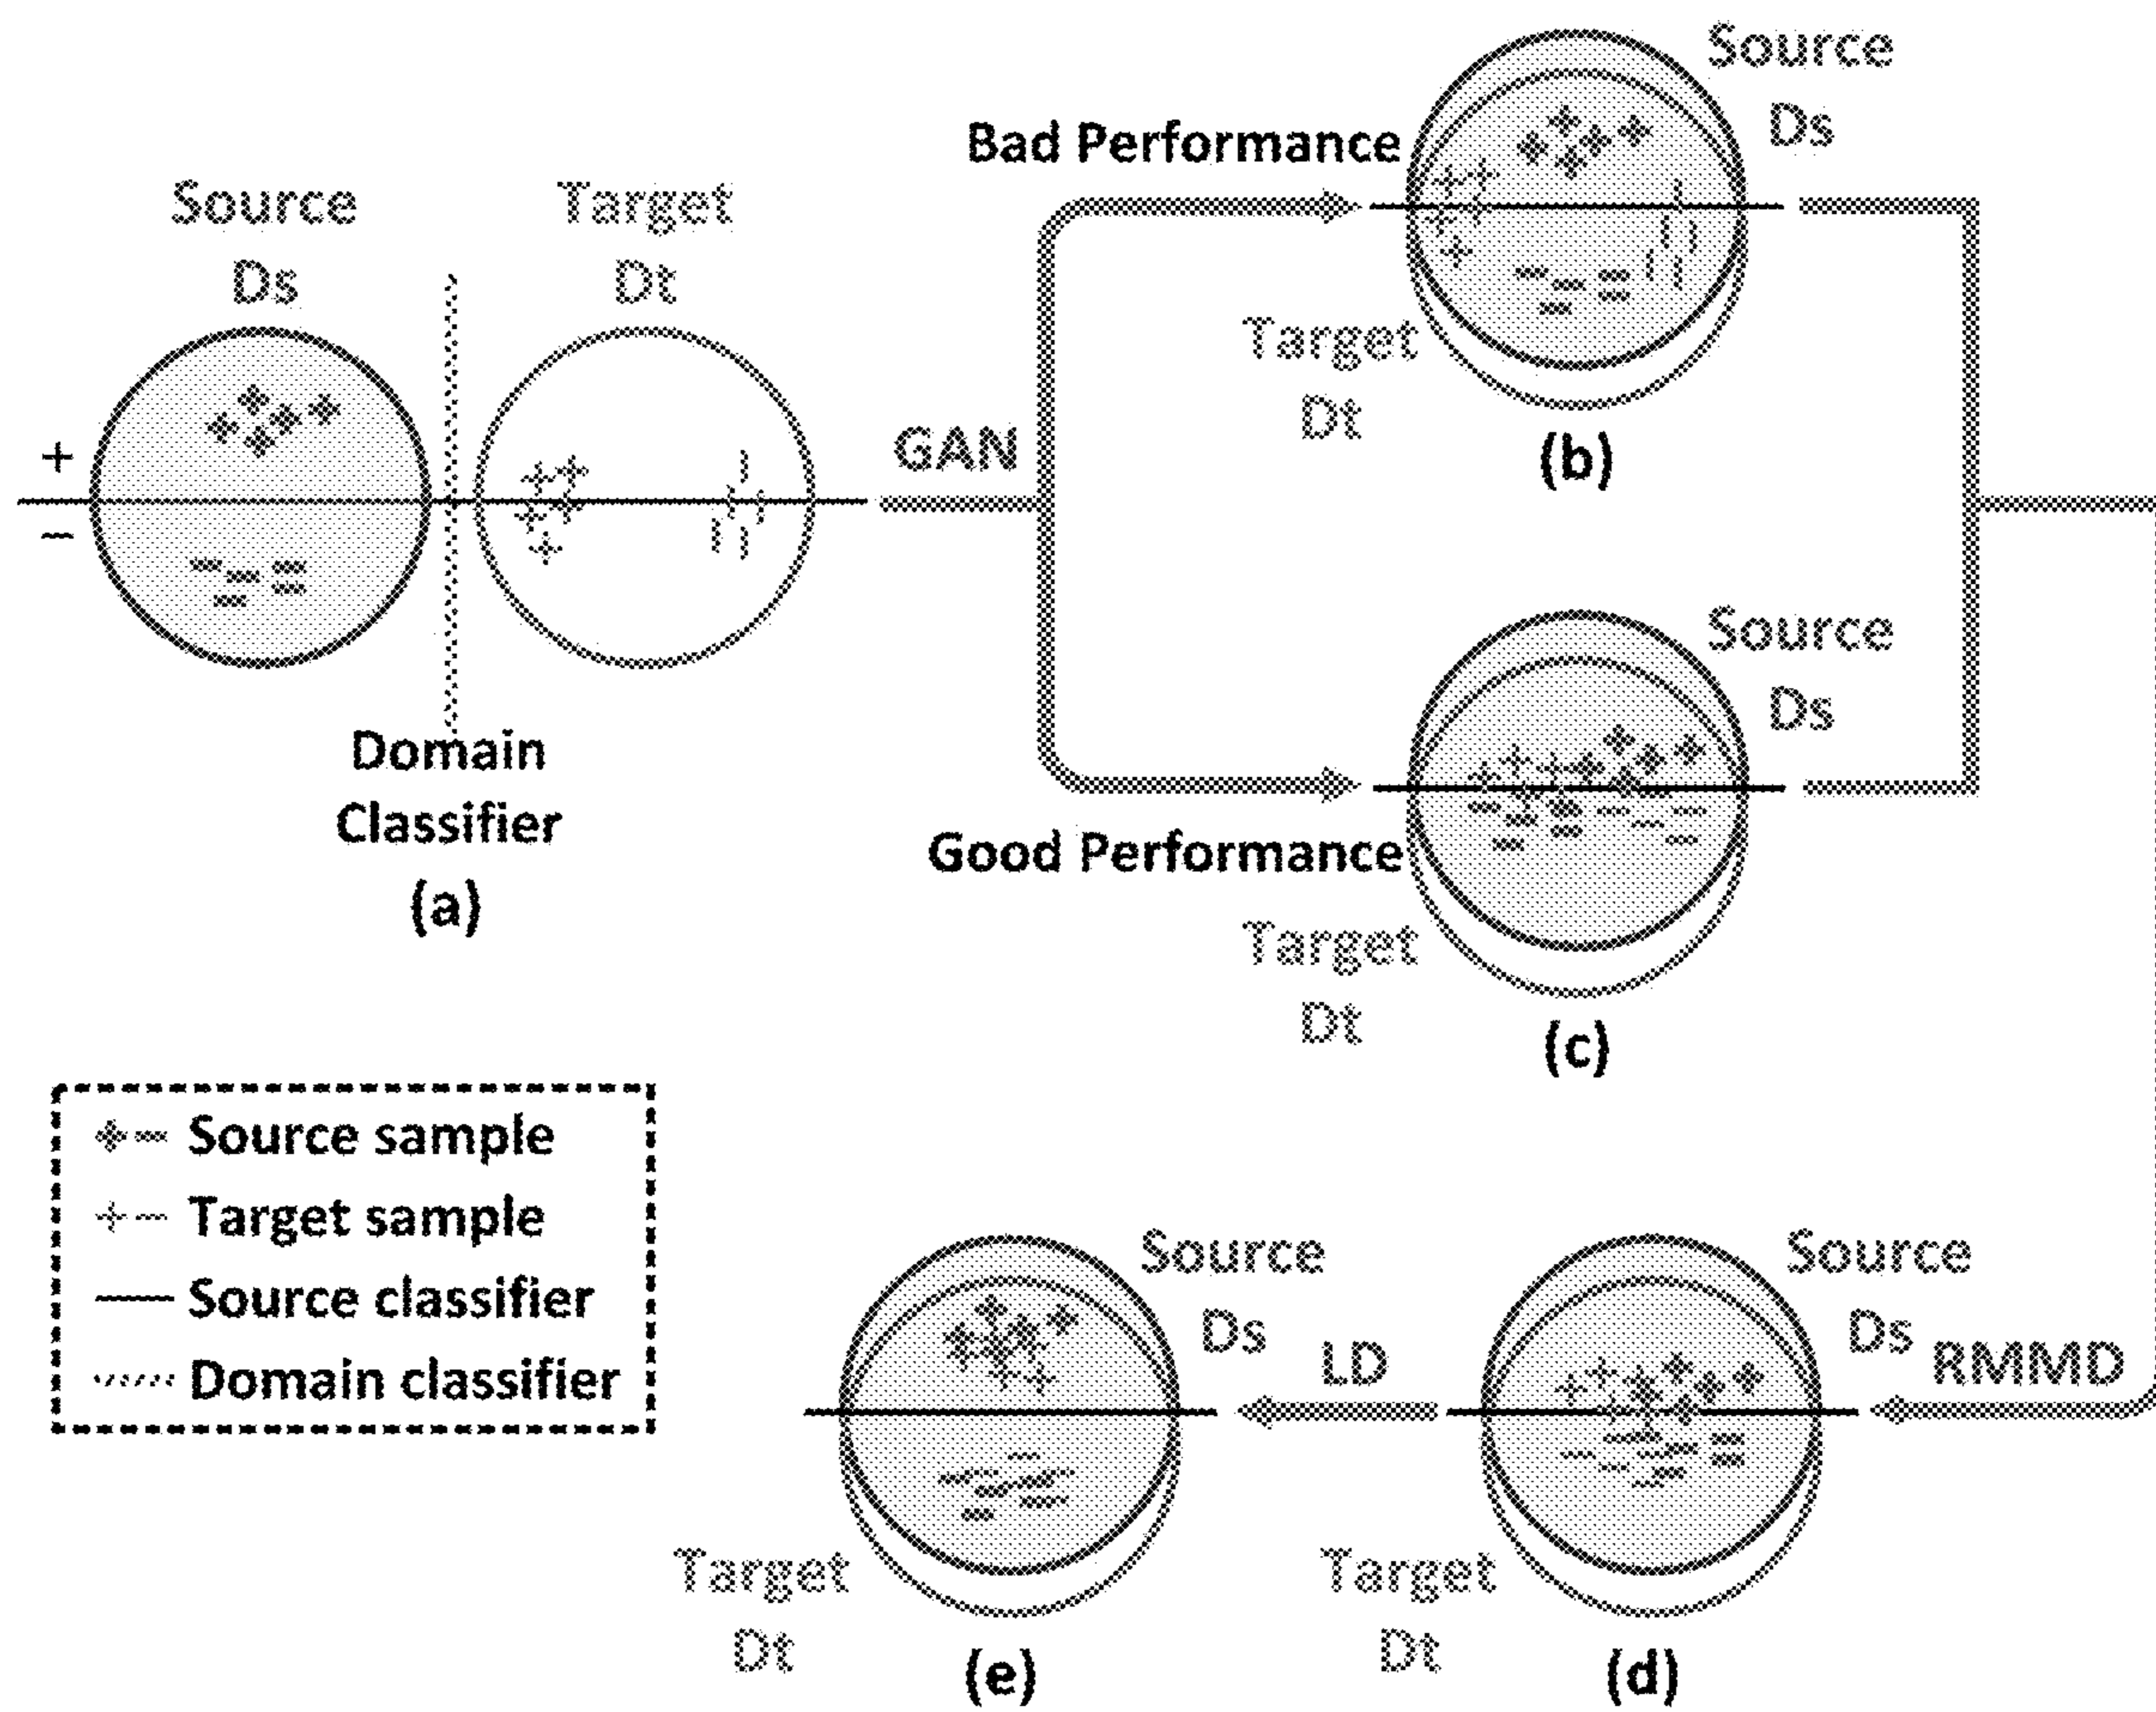 Source
Ds
Target
Dt
+
−
Domain
Classifier
(a)
GAN
Bad Performance
Source
Ds
Target
Dt
(b)
Good Performance
Source
Ds
Target
Dt
(c)
Source sample
Target sample
Source classifier
Domain classifier
Source
Ds
LD
Target
Dt
(e)
Source
Ds
RMMD
Target
Dt
(d)